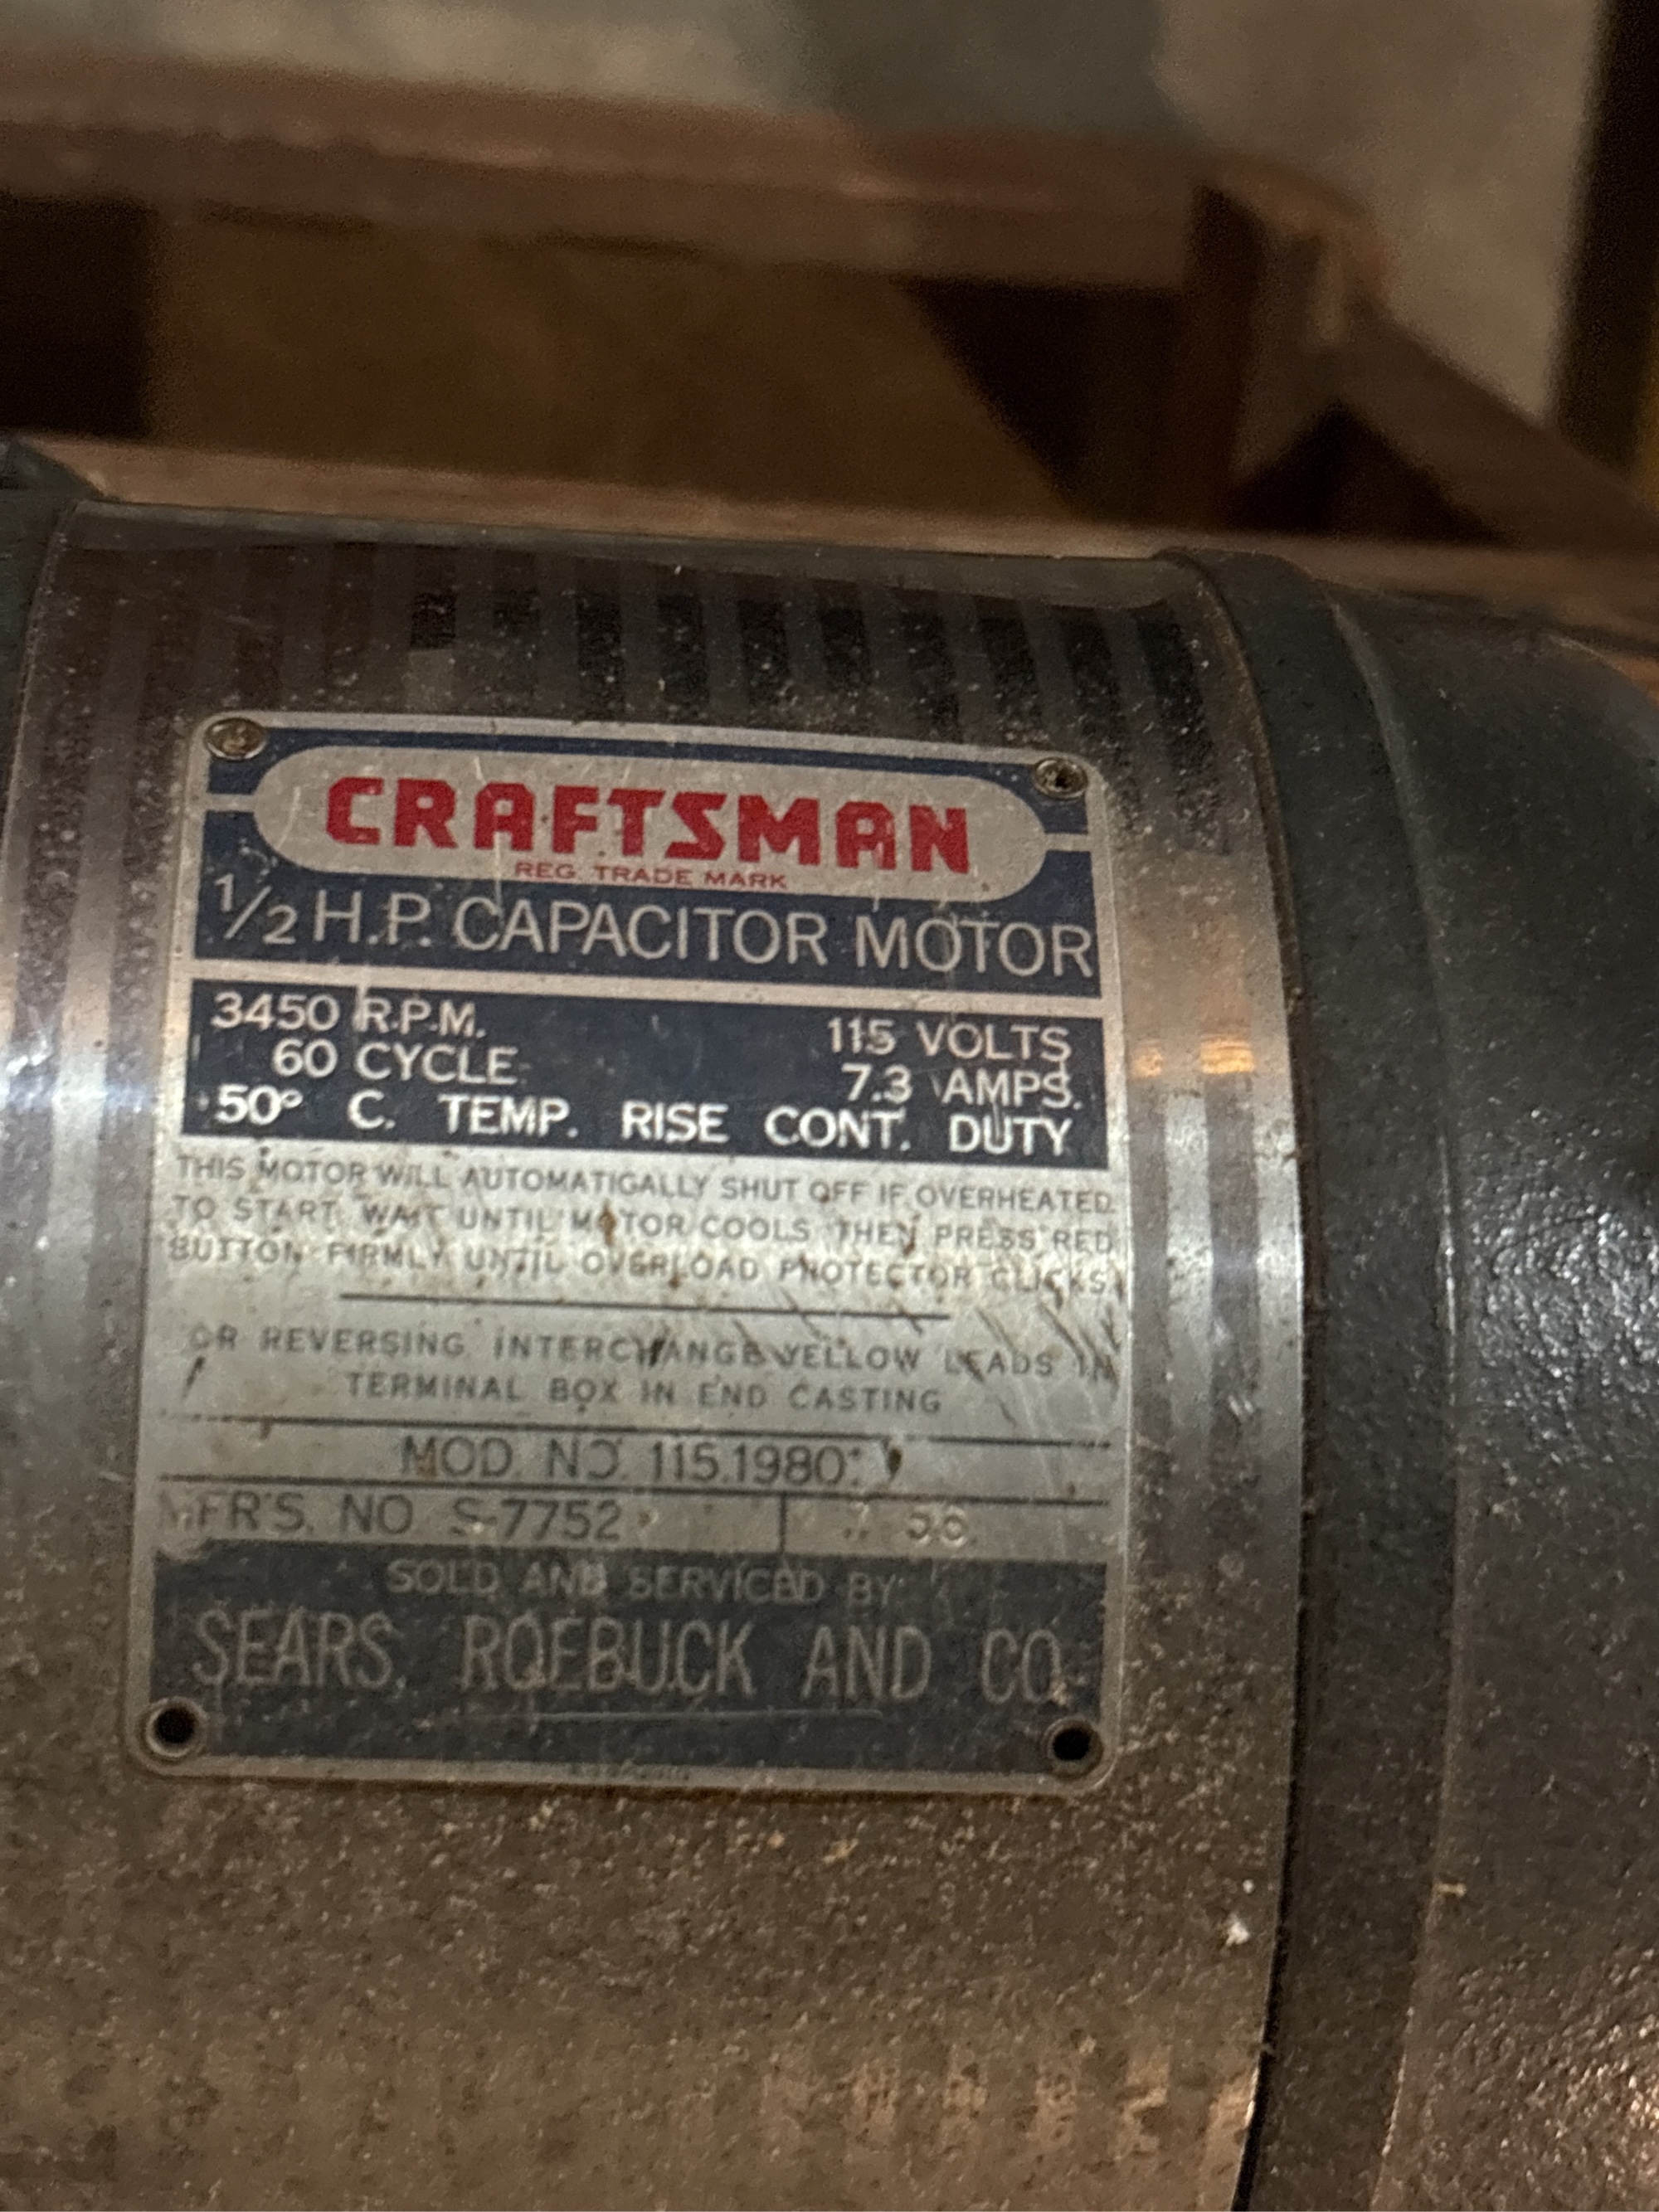 CRAFTSMAN
REG. TRADE MARK
1/2 H.P. CAPACITOR MOTOR
3450 R.P.M. 115 VOLTS
60 CYCLE 7.3 AMPS.
50° C. TEMP. RISE CONT. DUTY
THIS MOTOR WILL AUTOMATICALLY SHUT OFF IF OVERHEATED.
TO START, WAIT UNTIL MOTOR COOLS THEN PRESS RED
BUTTON FIRMLY UNTIL OVERLOAD PROTECTOR CLICKS.
OR REVERSING INTERCHANGE YELLOW LEADS IN
TERMINAL BOX IN END CASTING
MOD. NO.
MFR'S. NO S-7752
SOLD AND SERVICED BY
SEARS, ROEBUCK AND CO.